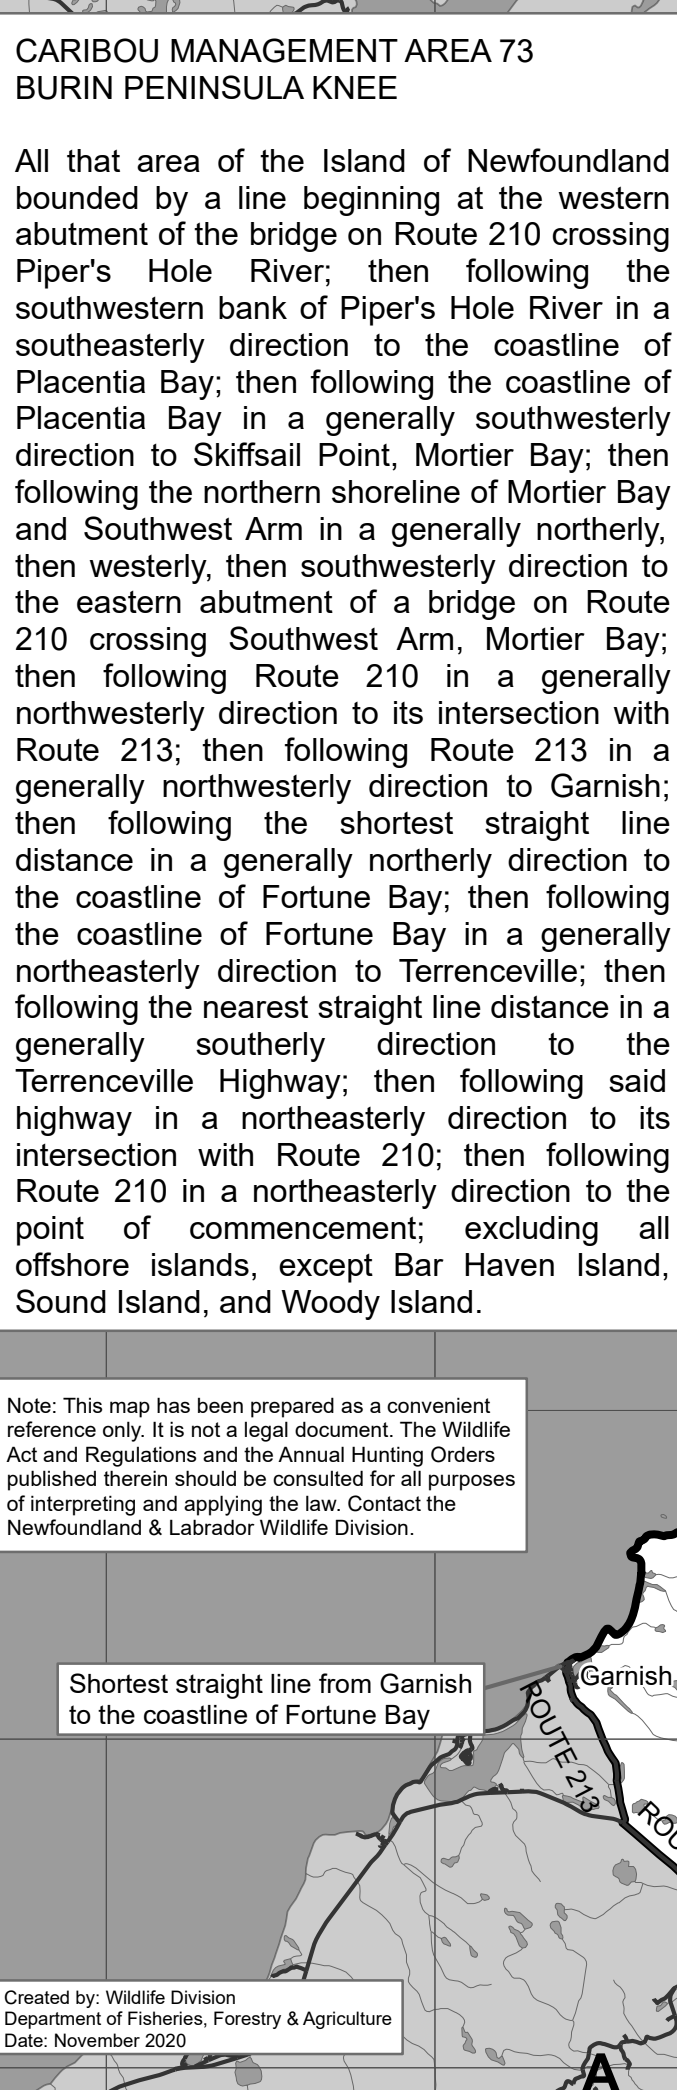 CARIBOU MANAGEMENT AREA 73
BURIN PENINSULA KNEE
All that area of the Island of Newfoundland
bounded by a line beginning at the western
abutment of the bridge on Route 210 crossing
Piper's Hole River; then following the
southwestern bank of Piper's Hole River in a
southeasterly direction to the coastline of
Placentia Bay; then following the coastline of
Placentia Bay in a generally southwesterly
direction to Skiffsail Point, Mortier Bay; then
following the northern shoreline of Mortier Bay
and Southwest Arm in a generally northerly,
then westerly, then southwesterly direction to
the eastern abutment of a bridge on Route
210 crossing Southwest Arm, Mortier Bay;
then following Route 210 in a generally
northwesterly direction to its intersection with
Route 213; then following Route 213 in a
generally northwesterly direction to Garnish;
then following the shortest straight line
distance in a generally northerly direction to
the coastline of Fortune Bay; then following
the coastline of Fortune Bay in a generally
northeasterly direction to Terrenceville; then
following the nearest straight line distance in a
generally southerly direction to the
Terrenceville Highway; then following said
highway in a northeasterly direction to its
intersection with Route 210; then following
Route 210 in a northeasterly direction to the
point of commencement; excluding all
offshore islands, except Bar Haven Island,
Sound Island, and Woody Island.
Note: This map has been prepared as a convenient
reference only. It is not a legal document. The Wildlife
Act and Regulations and the Annual Hunting Orders
published therein should be consulted for all purposes
of interpreting and applying the law. Contact the
Newfoundland & Labrador Wildlife Division.
Shortest straight line from Garnish
to the coastline of Fortune Bay
Garnish
ROUTE 213
ROU
Created by: Wildlife Division
Department of Fisheries, Forestry & Agriculture
Date: November 2020
A